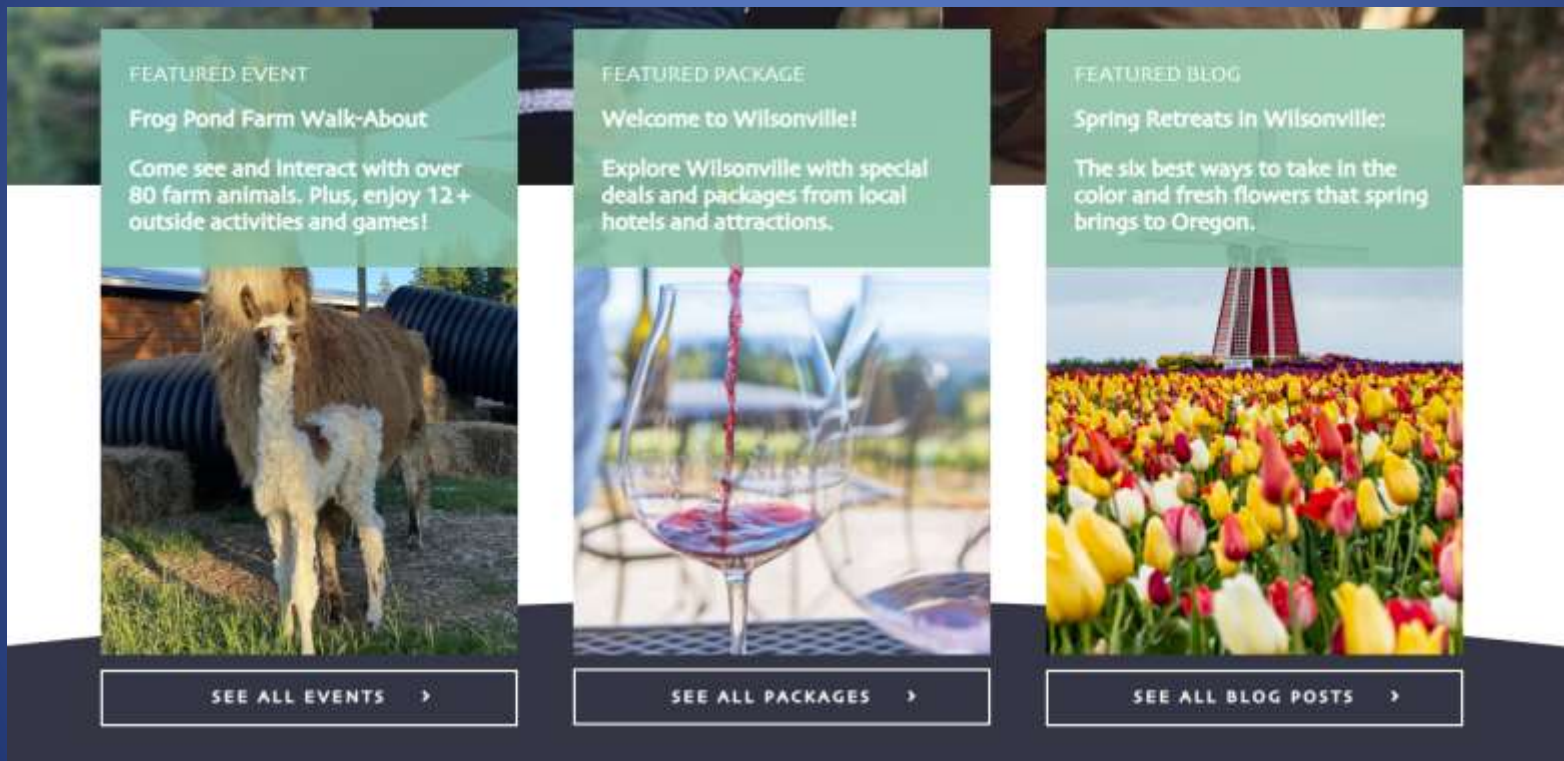 FEATURED EVENT
Frog Pond Farm Walk-About
Come see and interact with over
80 farm animals. Plus, enjoy 12+
outside activities and games!
SEE ALL EVENTS >
FEATURED PACKAGE
Welcome to Wilsonville!
Explore Wilsonville with special
deals and packages from local
hotels and attractions.
SEE ALL PACKAGES >
FEATURED BLOG
Spring Retreats in Wilsonville:
The six best ways to take in the
color and fresh flowers that spring
brings to Oregon.
SEE ALL BLOG POSTS >